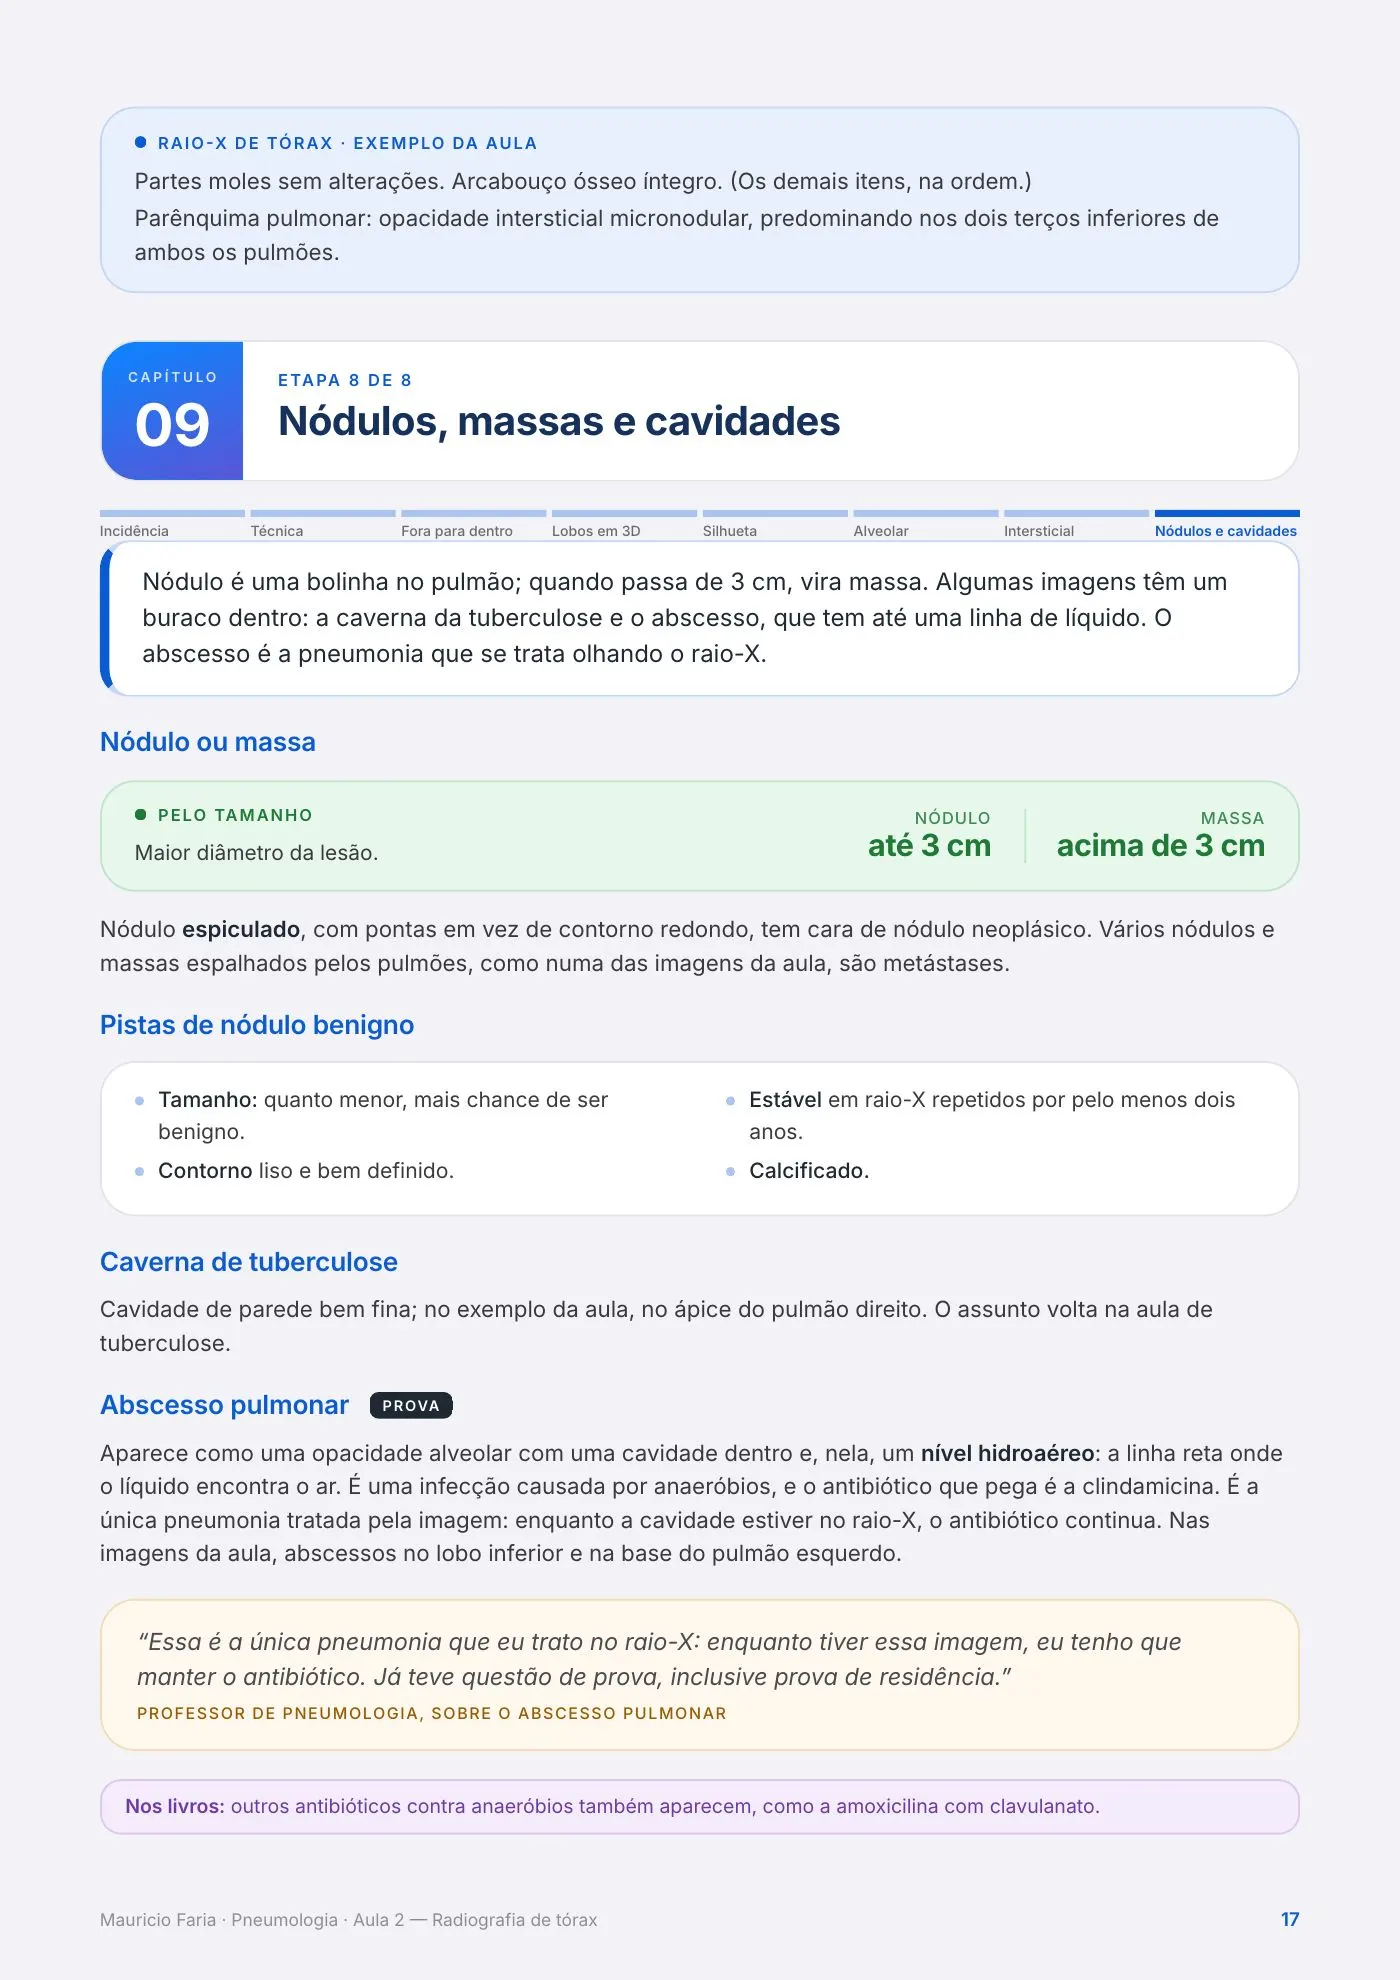 RAIO-X DE TÓRAX · EXEMPLO DA AULA
Partes moles sem alterações. Arcabouço ósseo íntegro. (Os demais itens, na ordem.)
Parênquima pulmonar: opacidade intersticial micronodular, predominando nos dois terços inferiores de
ambos os pulmões.
CAPÍTULO
09
ETAPA 8 DE 8
Nódulos, massas e cavidades
Incidência
Técnica
Fora para dentro
Lobos em 3D
Silhueta
Alveolar
Intersticial
Nódulos e cavidades
Nódulo é uma bolinha no pulmão; quando passa de 3 cm, vira massa. Algumas imagens têm um
buraco dentro: a caverna da tuberculose e o abscesso, que tem até uma linha de líquido. O
abscesso é a pneumonia que se trata olhando o raio-X.
Nódulo ou massa
PELO TAMANHO
Maior diâmetro da lesão.
NÓDULO
até 3 cm
MASSA
acima de 3 cm
Nódulo espiculado, com pontas em vez de contorno redondo, tem cara de nódulo neoplásico. Vários nódulos e
massas espalhados pelos pulmões, como numa das imagens da aula, são metástases.
Pistas de nódulo benigno
Tamanho: quanto menor, mais chance de ser
benigno.
Contorno liso e bem definido.
Estável em raio-X repetidos por pelo menos dois
anos.
Calcificado.
Caverna de tuberculose
Cavidade de parede bem fina; no exemplo da aula, no ápice do pulmão direito. O assunto volta na aula de
tuberculose.
Abscesso pulmonar PROVA
Aparece como uma opacidade alveolar com uma cavidade dentro e, nela, um nível hidroaéreo: a linha reta onde
o líquido encontra o ar. É uma infecção causada por anaeróbios, e o antibiótico que pega é a clindamicina. É a
única pneumonia tratada pela imagem: enquanto a cavidade estiver no raio-X, o antibiótico continua. Nas
imagens da aula, abscessos no lobo inferior e na base do pulmão esquerdo.
“Essa é a única pneumonia que eu trato no raio-X: enquanto tiver essa imagem, eu tenho que
manter o antibiótico. Já teve questão de prova, inclusive prova de residência.”
PROFESSOR DE PNEUMOLOGIA, SOBRE O ABSCESSO PULMONAR
Nos livros: outros antibióticos contra anaeróbios também aparecem, como a amoxicilina com clavulanato.
Mauricio Faria · Pneumologia · Aula 2 — Radiografia de tórax
17